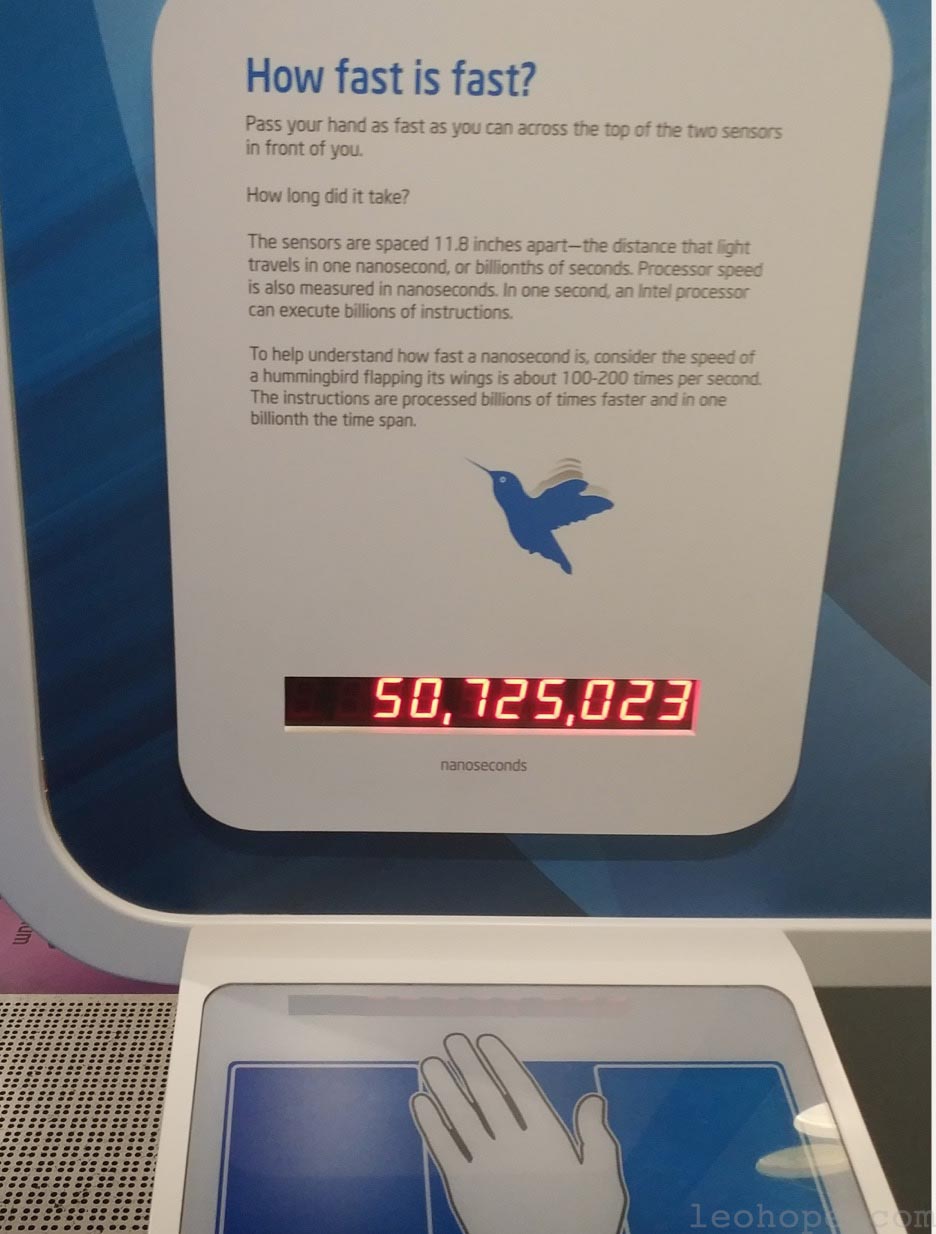 How fast is fast?
Pass your hand as fast as you can across the top of the two sensors
in front of you.
How long did it take?
The sensors are spaced 11.8 inches apart—the distance that light
travels in one nanosecond, or billionths of seconds. Processor speed
is also measured in nanoseconds. In one second, an Intel processor
can execute billions of instructions.
To help understand how fast a nanosecond is, consider the speed of
a hummingbird flapping its wings is about 100-200 times per second.
The instructions are processed billions of times faster and in one
billionth the time span.
50,725,023
nanoseconds